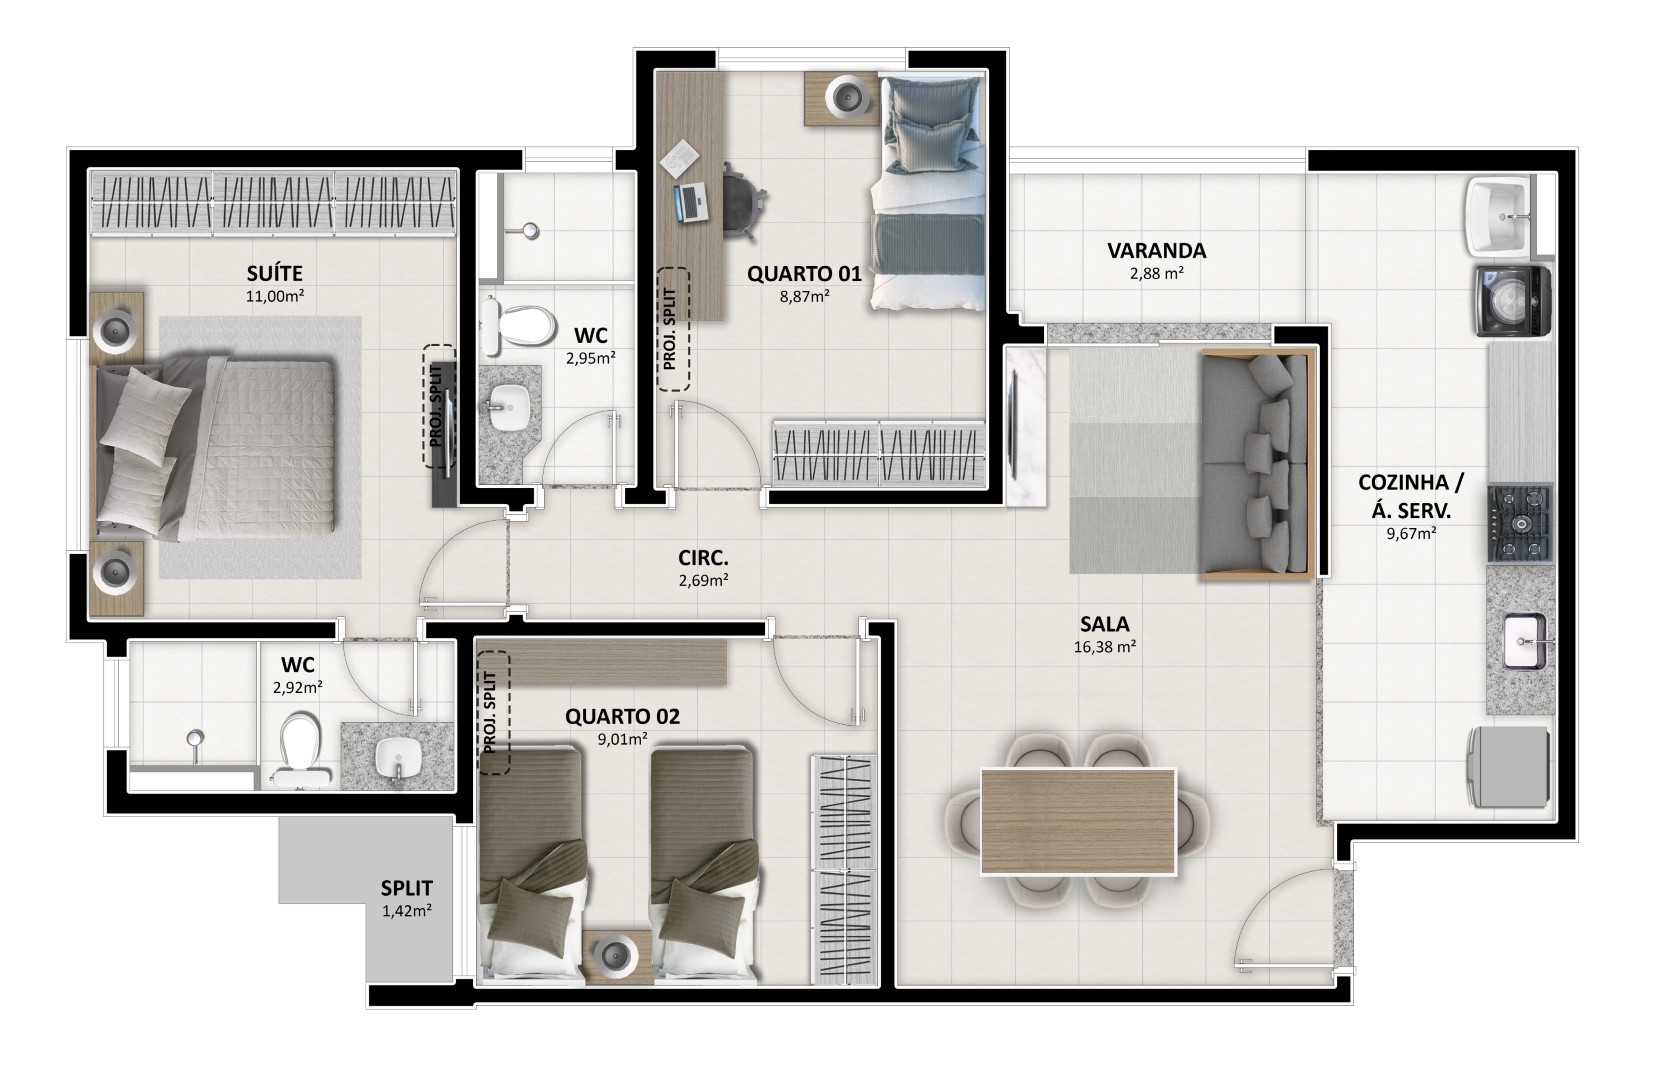 SUÍTE
11,00m²
PROJ. SPLIT
WC
2,95m²
QUARTO 01
8,87m²
PROJ. SPLIT
VARANDA
2,88 m²
COZINHA /
Á. SERV.
9,67m²
CIRC.
2,69m²
SALA
16,38 m²
WC
2,92m²
PROJ. SPLIT
QUARTO 02
9,01m²
SPLIT
1,42m²